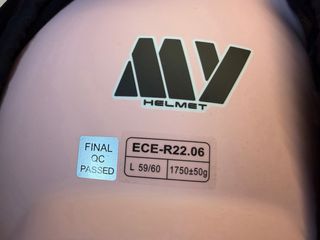 MY
HELMET
FINAL
QC
PASSED
ECE-R22.06
L 59/60 1750±50g